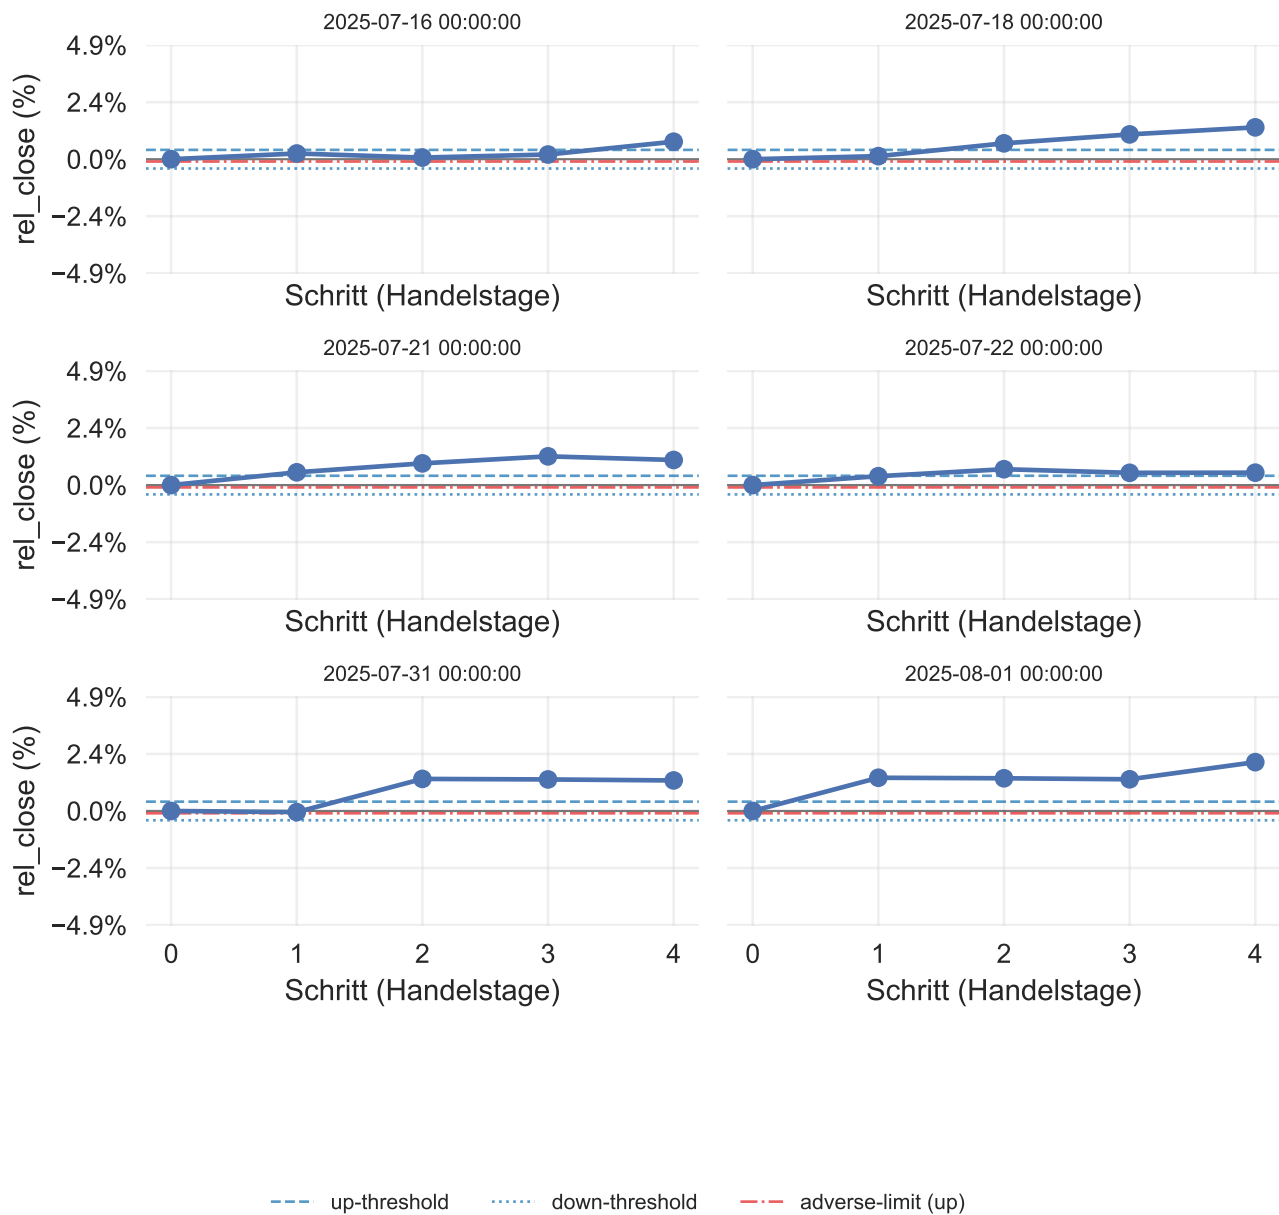 2025-07-16 00:00:00
2025-07-18 00:00:00
4.9%
2.4%
0.0%
−2.4%
−4.9%
rel_close (%)
Schritt (Handelstage)
Schritt (Handelstage)
2025-07-21 00:00:00
2025-07-22 00:00:00
4.9%
2.4%
0.0%
−2.4%
−4.9%
rel_close (%)
Schritt (Handelstage)
Schritt (Handelstage)
2025-07-31 00:00:00
2025-08-01 00:00:00
4.9%
2.4%
0.0%
−2.4%
−4.9%
rel_close (%)
0 1 2 3 4
0 1 2 3 4
Schritt (Handelstage)
Schritt (Handelstage)
up-threshold down-threshold adverse-limit (up)